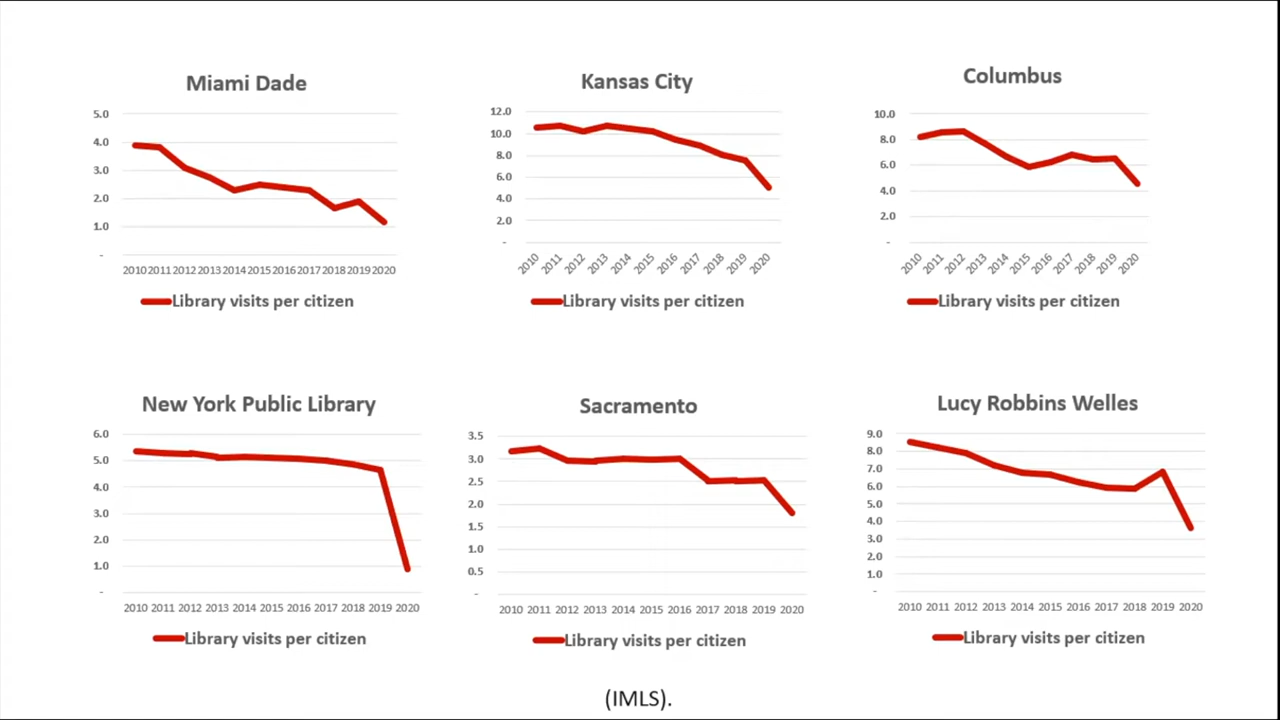 Miami Dade
5.0
4.0
3.0
2.0
1.0
-
2010 2011 2012 2013 2014 2015 2016 2017 2018 2019 2020
Library visits per citizen
Kansas City
12.0
10.0
8.0
6.0
4.0
2.0
-
2010 2011 2012 2013 2014 2015 2016 2017 2018 2019 2020
Library visits per citizen
Columbus
10.0
8.0
6.0
4.0
2.0
-
2010 2011 2012 2013 2014 2015 2016 2017 2018 2019 2020
Library visits per citizen
New York Public Library
6.0
5.0
4.0
3.0
2.0
1.0
-
2010 2011 2012 2013 2014 2015 2016 2017 2018 2019 2020
Library visits per citizen
Sacramento
3.5
3.0
2.5
2.0
1.5
1.0
0.5
-
2010 2011 2012 2013 2014 2015 2016 2017 2018 2019 2020
Library visits per citizen
Lucy Robbins Welles
9.0
8.0
7.0
6.0
5.0
4.0
3.0
2.0
1.0
-
2010 2011 2012 2013 2014 2015 2016 2017 2018 2019 2020
Library visits per citizen
(IMLS).